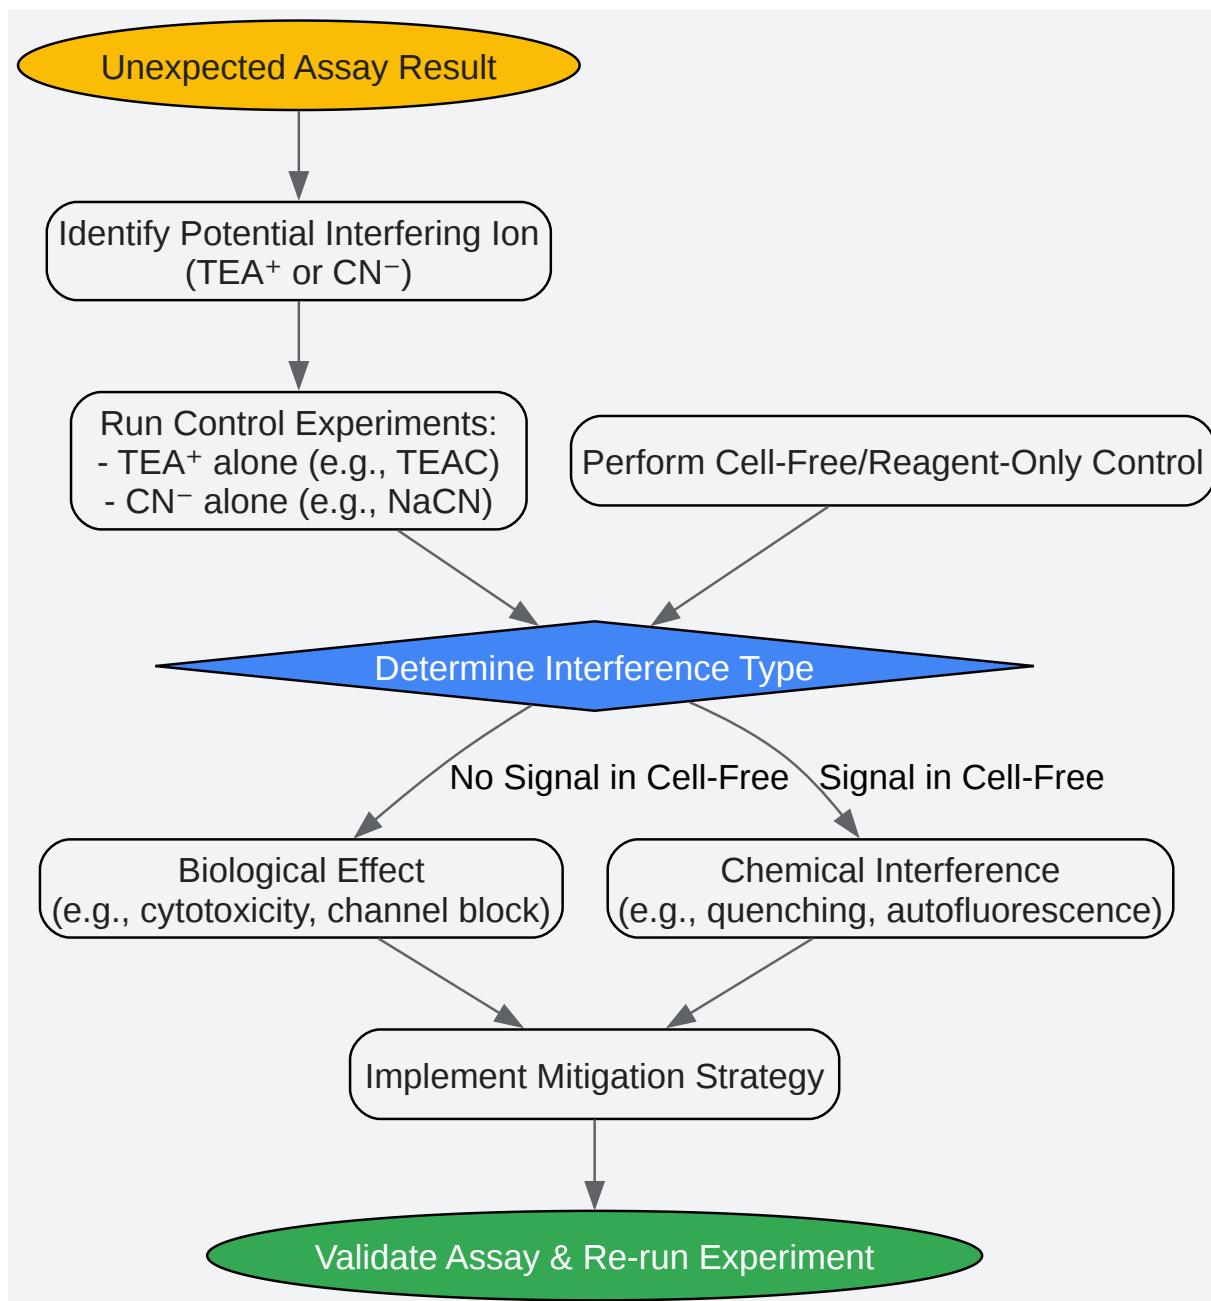 Unexpected Assay Result
Identify Potential Interfering Ion
(TEA⁺ or CN⁻)
Run Control Experiments:
- TEA⁺ alone (e.g., TEAC)
- CN⁻ alone (e.g., NaCN)
Perform Cell-Free/Reagent-Only Control
Determine Interference Type
No Signal in Cell-Free
Signal in Cell-Free
Biological Effect
(e.g., cytotoxicity, channel block)
Chemical Interference
(e.g., quenching, autofluorescence)
Implement Mitigation Strategy
Validate Assay & Re-run Experiment